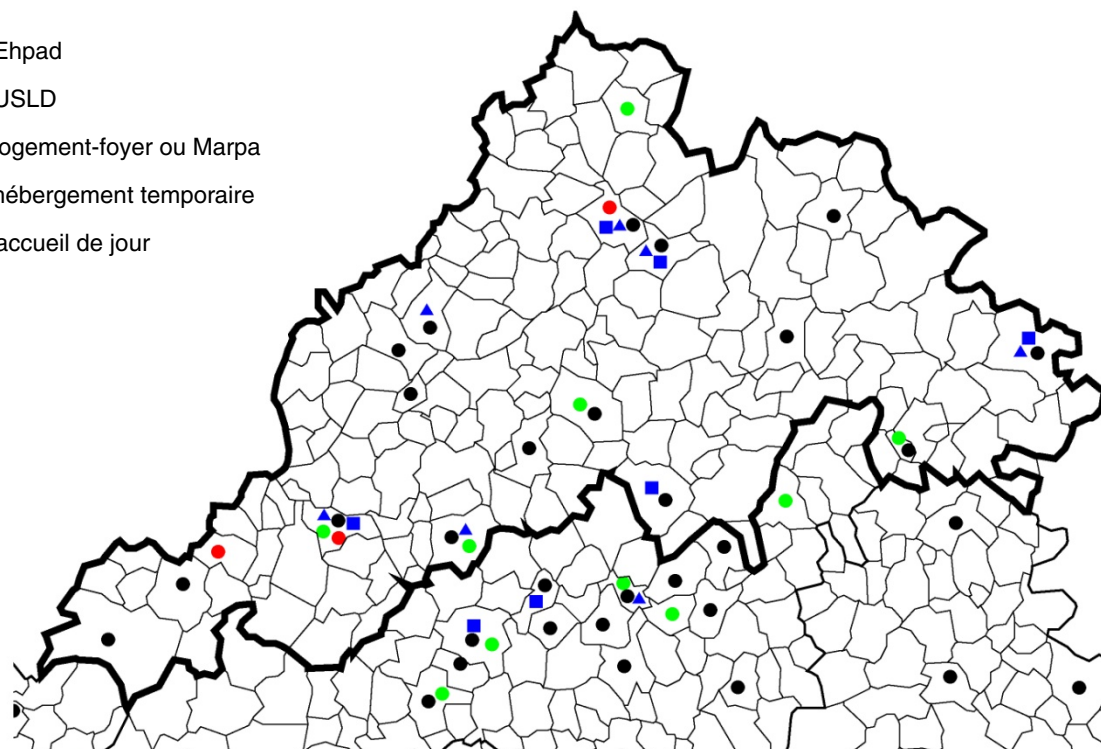 Ehpad
USLD
ogement-foyer ou Marpa
hébergement temporaire
accueil de jour